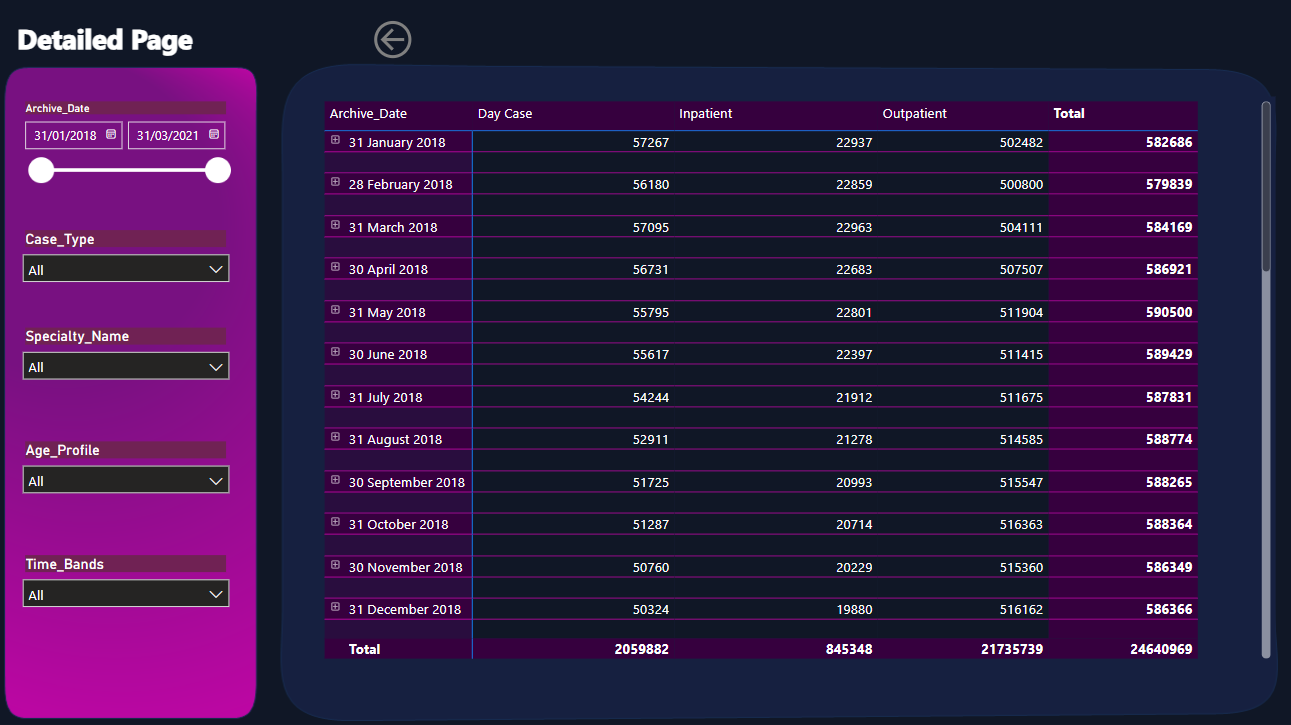 Detailed Page
Archive_Date
31/01/2018 31/03/2021
Case_Type
All
Specialty_Name
All
Age_Profile
All
Time_Bands
All
Archive_Date Day Case Inpatient Outpatient Total
31 January 2018 57267 22937 502482 582686
28 February 2018 56180 22859 500800 579839
31 March 2018 57095 22963 504111 584169
30 April 2018 56731 22683 507507 586921
31 May 2018 55795 22801 511904 590500
30 June 2018 55617 22397 511415 589429
31 July 2018 54244 21912 511675 587831
31 August 2018 52911 21278 514585 588774
30 September 2018 51725 20993 515547 588265
31 October 2018 51287 20714 516363 588364
30 November 2018 50760 20229 515360 586349
31 December 2018 50324 19880 516162 586366
Total 2059882 845348 21735739 24640969